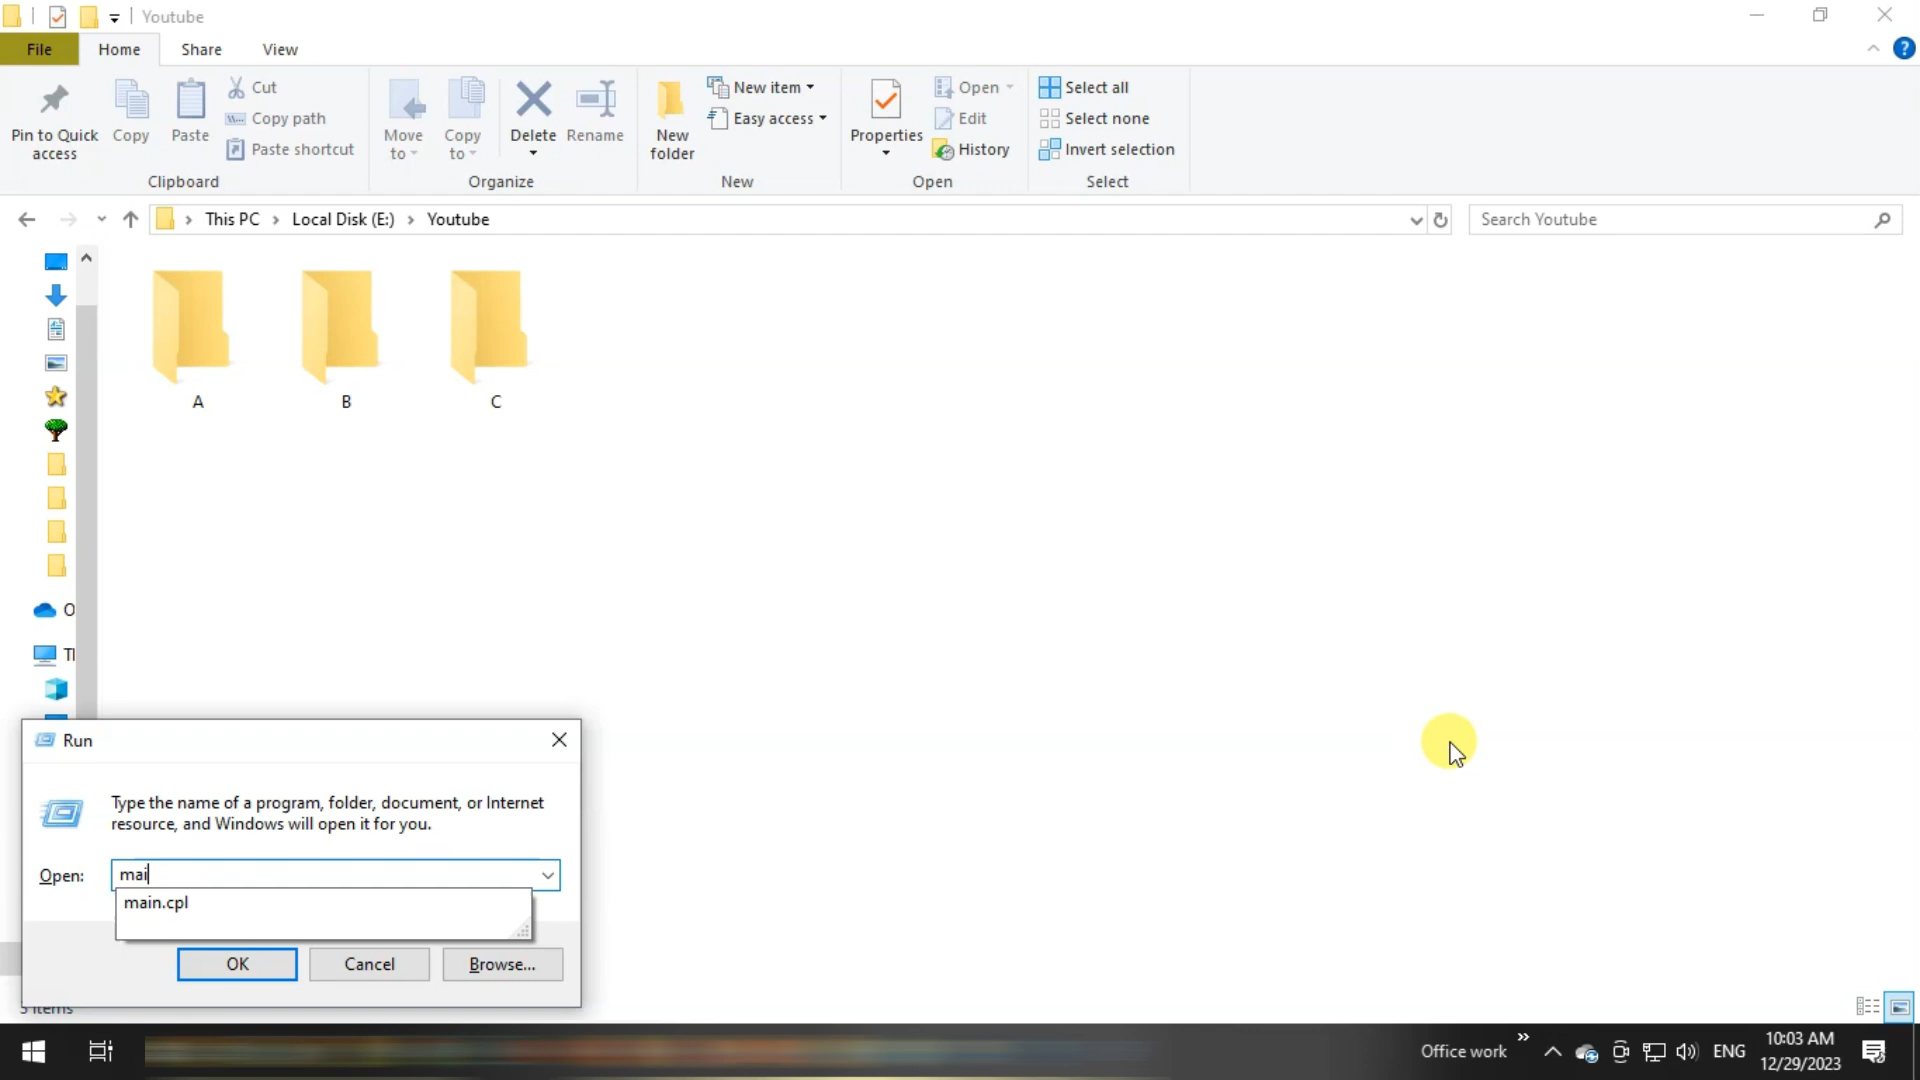 Youtube
File Home Share View
Pin to Quick access
Copy
Paste
Cut
Copy path
Paste shortcut
Clipboard
Move to
Copy to
Delete
Rename
Organize
New folder
New item
Easy access
New
Properties
Open
Edit
History
Open
Select all
Select none
Invert selection
Select
This PC > Local Disk (E:) > Youtube
Search Youtube
A
B
C
O
Run
Type the name of a program, folder, document, or Internet
resource, and Windows will open it for you.
Open: mai
main.cpl
OK Cancel Browse...
3 items
Office work
ENG
10:03 AM
12/29/2023